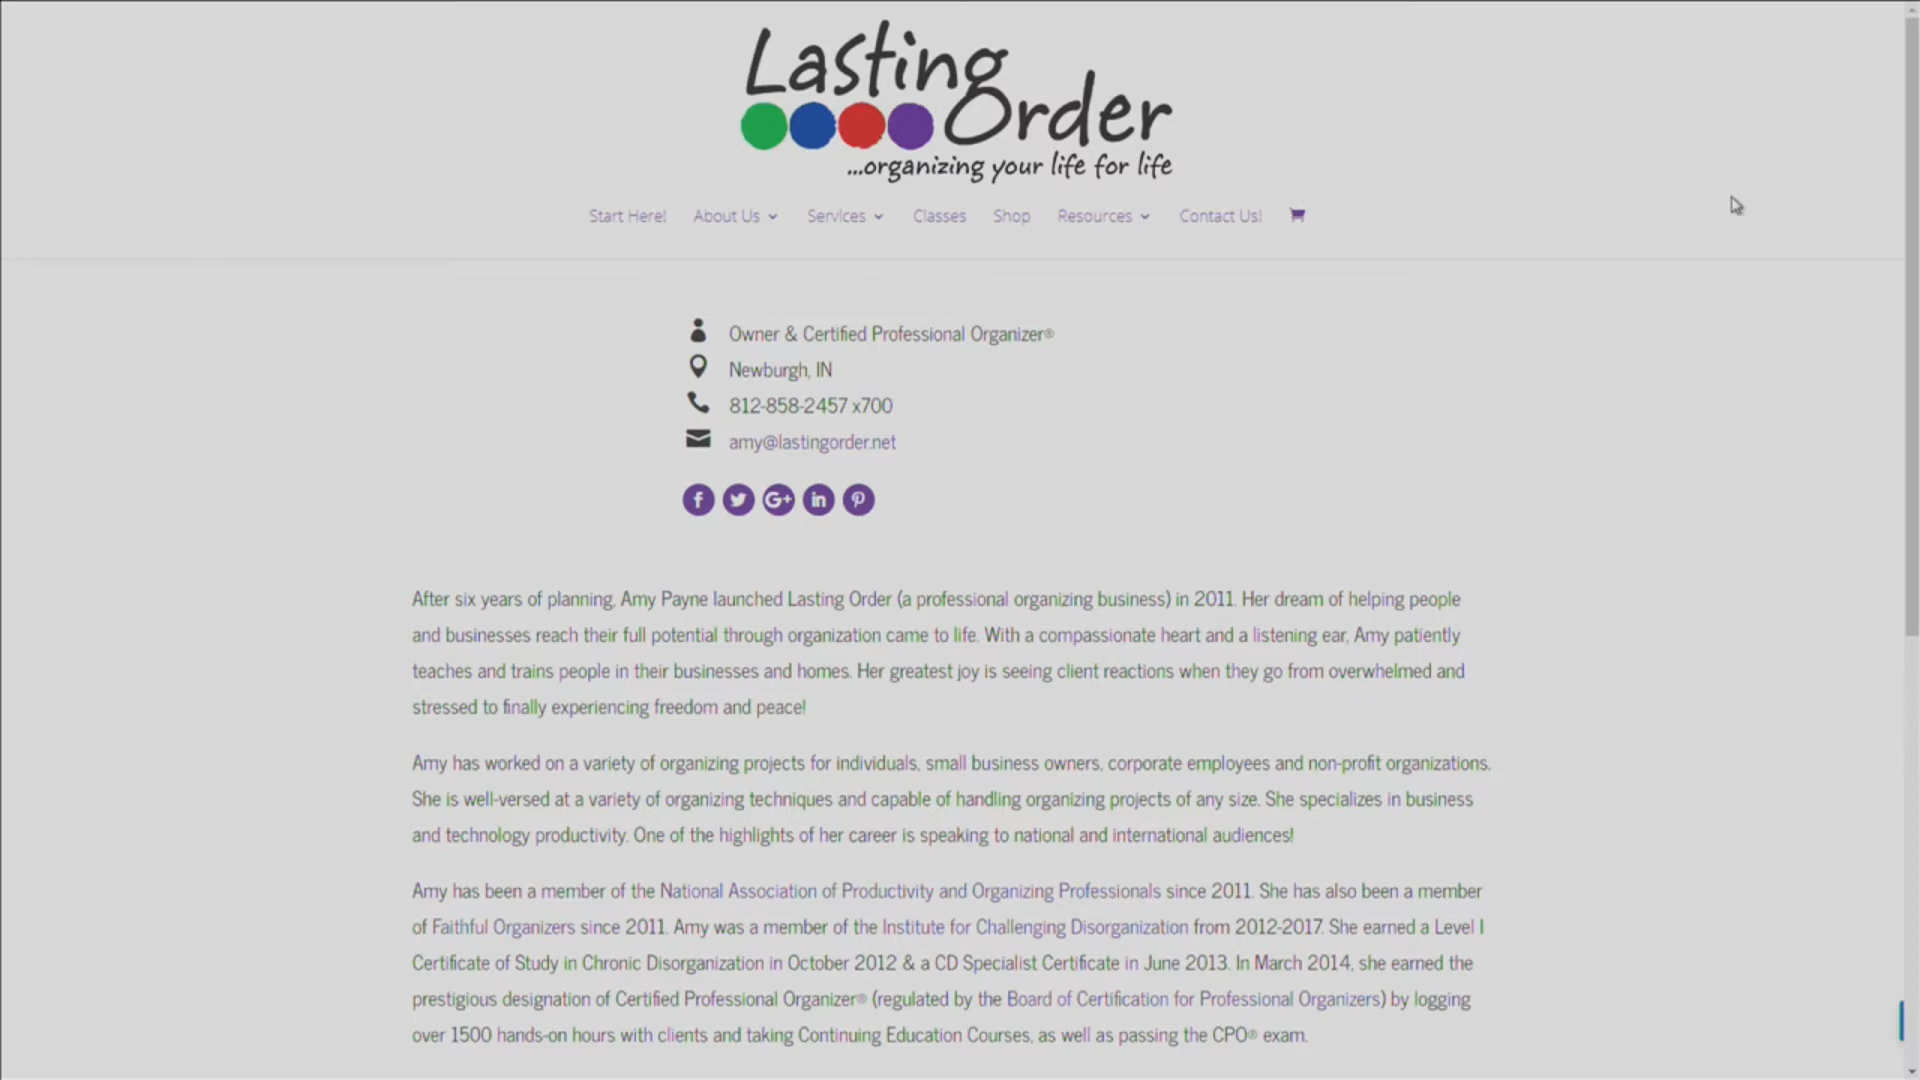 Lasting
Order
...organizing your life for life
Start Here! About Us Services Classes Shop Resources Contact Us!
Owner & Certified Professional Organizer®
Newburgh, IN
812-858-2457 x700
amy@lastingorder.net
After six years of planning, Amy Payne launched Lasting Order (a professional organizing business) in 2011. Her dream of helping people
and businesses reach their full potential through organization came to life. With a compassionate heart and a listening ear, Amy patiently
teaches and trains people in their businesses and homes. Her greatest joy is seeing client reactions when they go from overwhelmed and
stressed to finally experiencing freedom and peace!
Amy has worked on a variety of organizing projects for individuals, small business owners, corporate employees and non-profit organizations.
She is well-versed at a variety of organizing techniques and capable of handling organizing projects of any size. She specializes in business
and technology productivity. One of the highlights of her career is speaking to national and international audiences!
Amy has been a member of the National Association of Productivity and Organizing Professionals since 2011. She has also been a member
of Faithful Organizers since 2011. Amy was a member of the Institute for Challenging Disorganization from 2012-2017. She earned a Level I
Certificate of Study in Chronic Disorganization in October 2012 & a CD Specialist Certificate in June 2013. In March 2014, she earned the
prestigious designation of Certified Professional Organizer® (regulated by the Board of Certification for Professional Organizers) by logging
over 1500 hands-on hours with clients and taking Continuing Education Courses, as well as passing the CPO® exam.